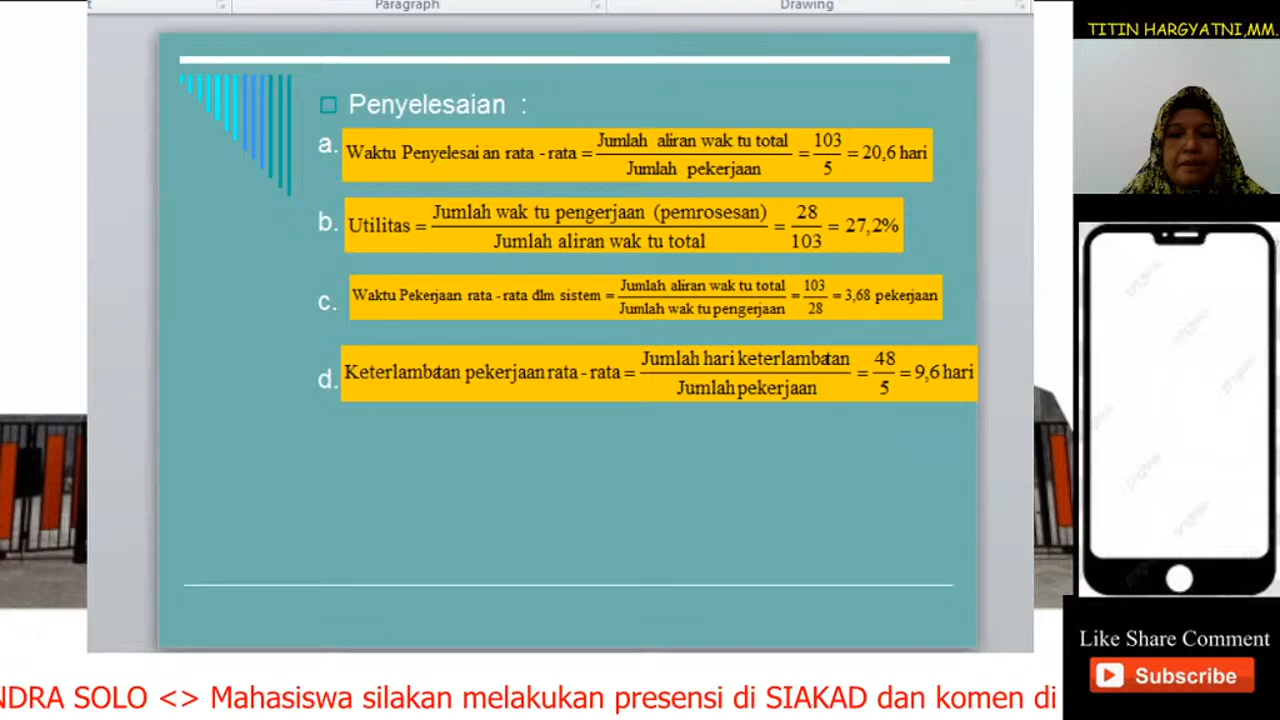 Paragraph
Drawing
TITIN HARGYATNI,MM.
Penyelesaian :
a. Waktu Penyelesai an rata - rata = Jumlah aliran wak tu total / Jumlah pekerjaan = 103 / 5 = 20,6 hari
b. Utilitas = Jumlah wak tu pengerjaan (pemrosesan) / Jumlah aliran wak tu total = 28 / 103 = 27,2%
c. Waktu Pekerjaan rata - rata dlm sistem = Jumlah aliran wak tu total / Jumlah wak tu pengerjaan = 103 / 28 = 3,68 pekerjaan
d. Keterlambatan pekerjaan rata - rata = Jumlah hari keterlambatan / Jumlah pekerjaan = 48 / 5 = 9,6 hari
Like Share Comment
Subscribe
NDRA SOLO <> Mahasiswa silakan melakukan presensi di SIAKAD dan komen di